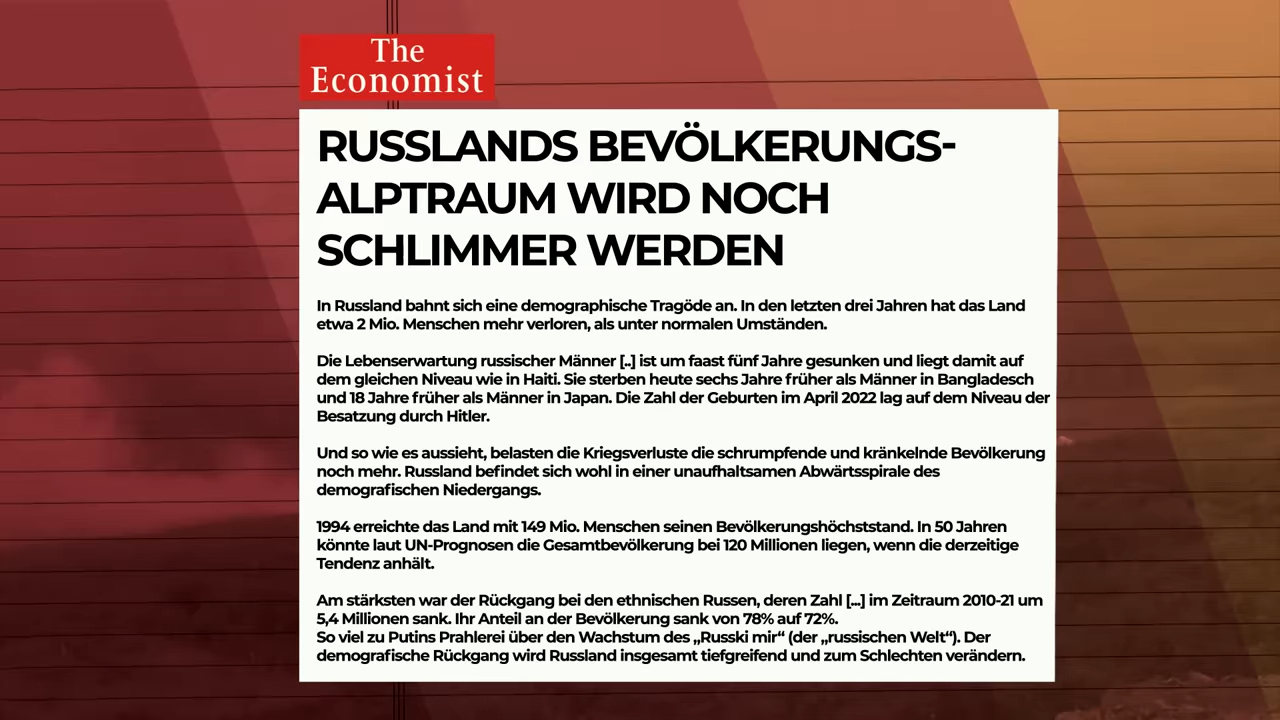 The
Economist
RUSSLANDS BEVÖLKERUNGS-
ALPTRAUM WIRD NOCH
SCHLIMMER WERDEN
In Russland bahnt sich eine demographische Tragöde an. In den letzten drei Jahren hat das Land
etwa 2 Mio. Menschen mehr verloren, als unter normalen Umständen.
Die Lebenserwartung russischer Männer [..] ist um faast fünf Jahre gesunken und liegt damit auf
dem gleichen Niveau wie in Haiti. Sie sterben heute sechs Jahre früher als Männer in Bangladesch
und 18 Jahre früher als Männer in Japan. Die Zahl der Geburten im April 2022 lag auf dem Niveau der
Besatzung durch Hitler.
Und so wie es aussieht, belasten die Kriegsverluste die schrumpfende und kränkelnde Bevölkerung
noch mehr. Russland befindet sich wohl in einer unaufhaltsamen Abwärtsspirale des
demografischen Niedergangs.
1994 erreichte das Land mit 149 Mio. Menschen seinen Bevölkerungshöchststand. In 50 Jahren
könnte laut UN-Prognosen die Gesamtbevölkerung bei 120 Millionen liegen, wenn die derzeitige
Tendenz anhält.
Am stärksten war der Rückgang bei den ethnischen Russen, deren Zahl [...] im Zeitraum 2010-21 um
5,4 Millionen sank. Ihr Anteil an der Bevölkerung sank von 78% auf 72%.
So viel zu Putins Prahlerei über den Wachstum des „Russki mir“ (der „russischen Welt“). Der
demografische Rückgang wird Russland insgesamt tiefgreifend und zum Schlechten verändern.